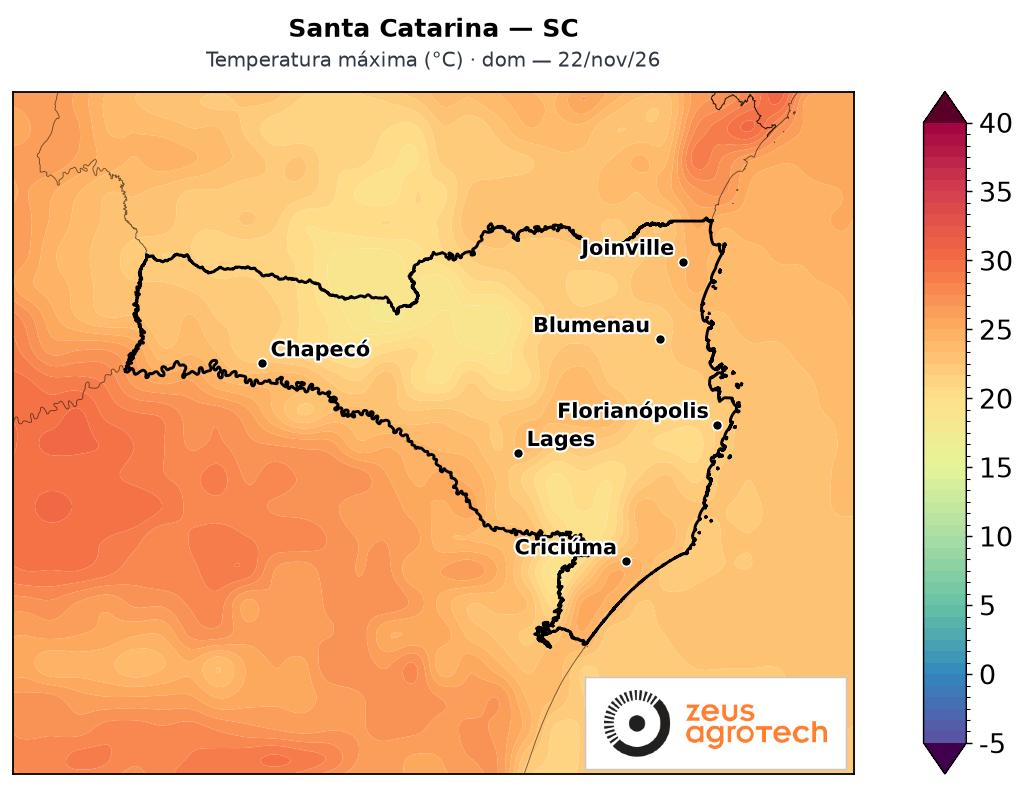 Santa Catarina — SC
Temperatura máxima (°C) · dom — 22/nov/26
Joinville
Blumenau
Chapecó
Florianópolis
Lages
Criciúma
40
35
30
25
20
15
10
5
0
-5
zeus
agrotech